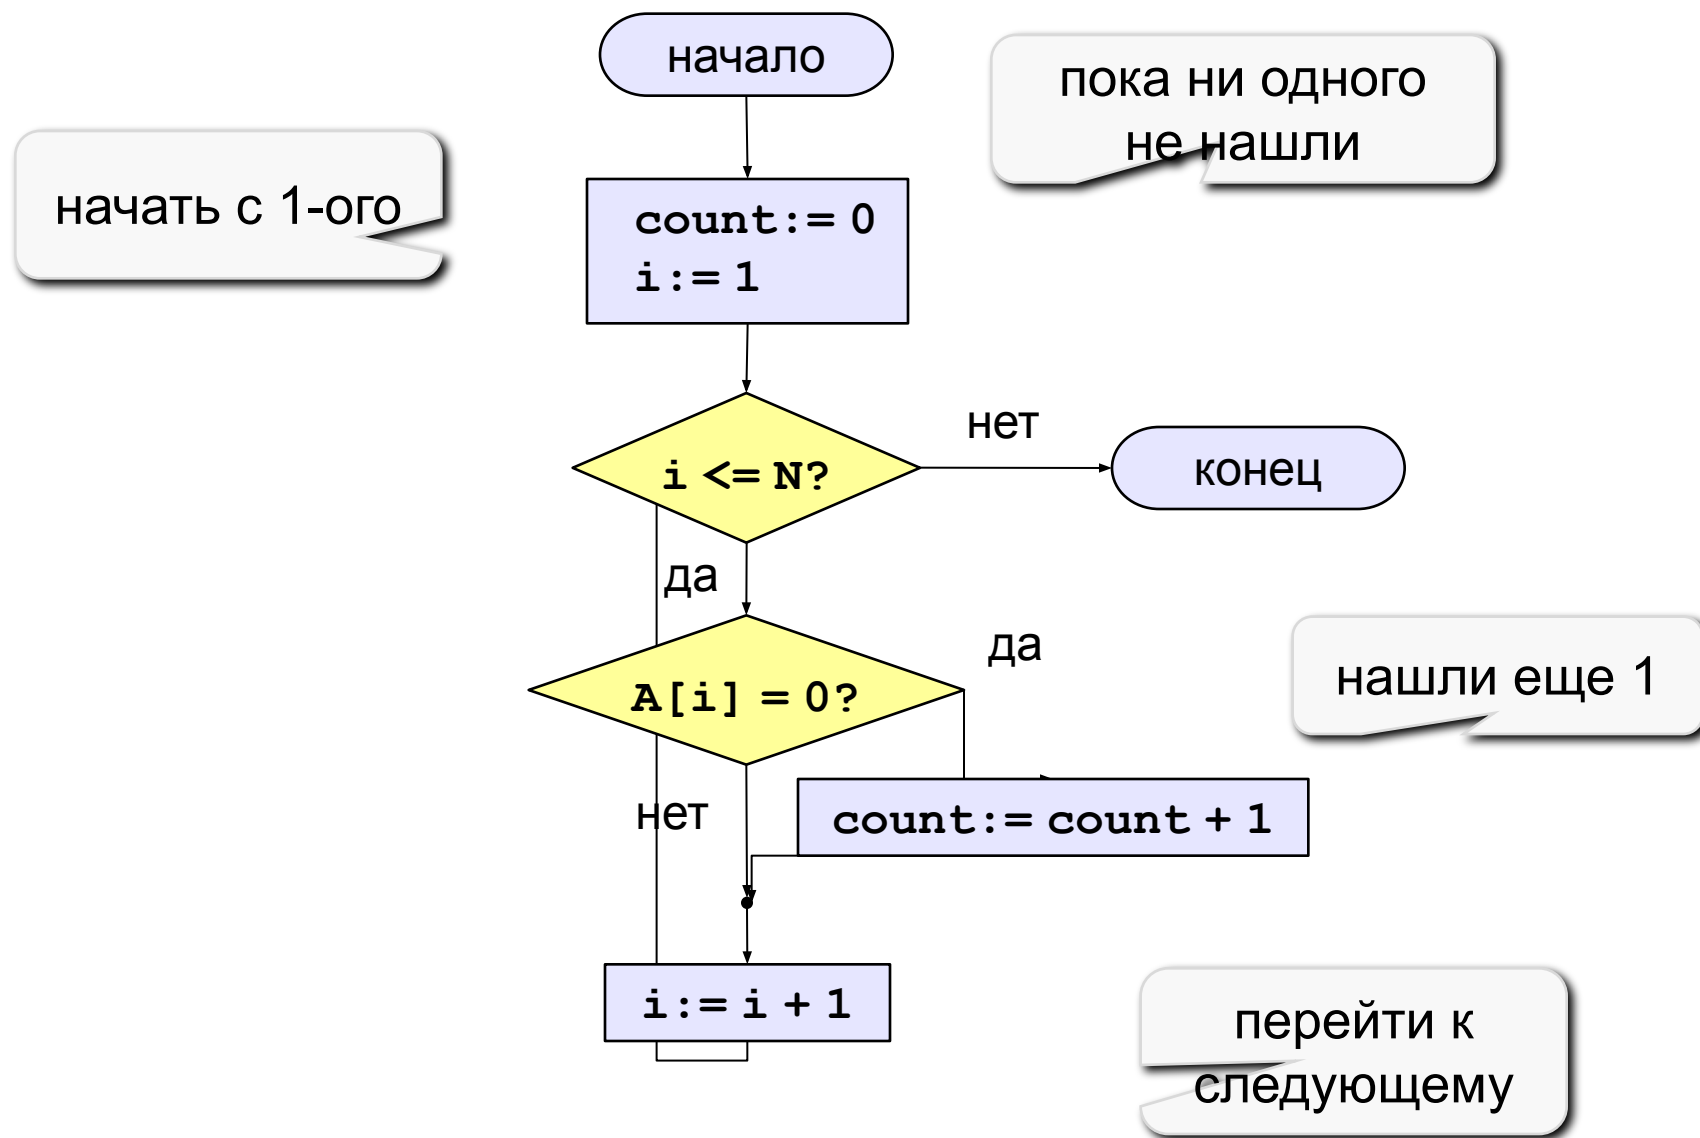 начало
пока ни одного
не нашли
начать с 1-ого
count:= 0
i:= 1
i <= N?
нет
конец
да
да
A[i] = 0?
нашли еще 1
нет
count:= count + 1
i:= i + 1
перейти к
следующему